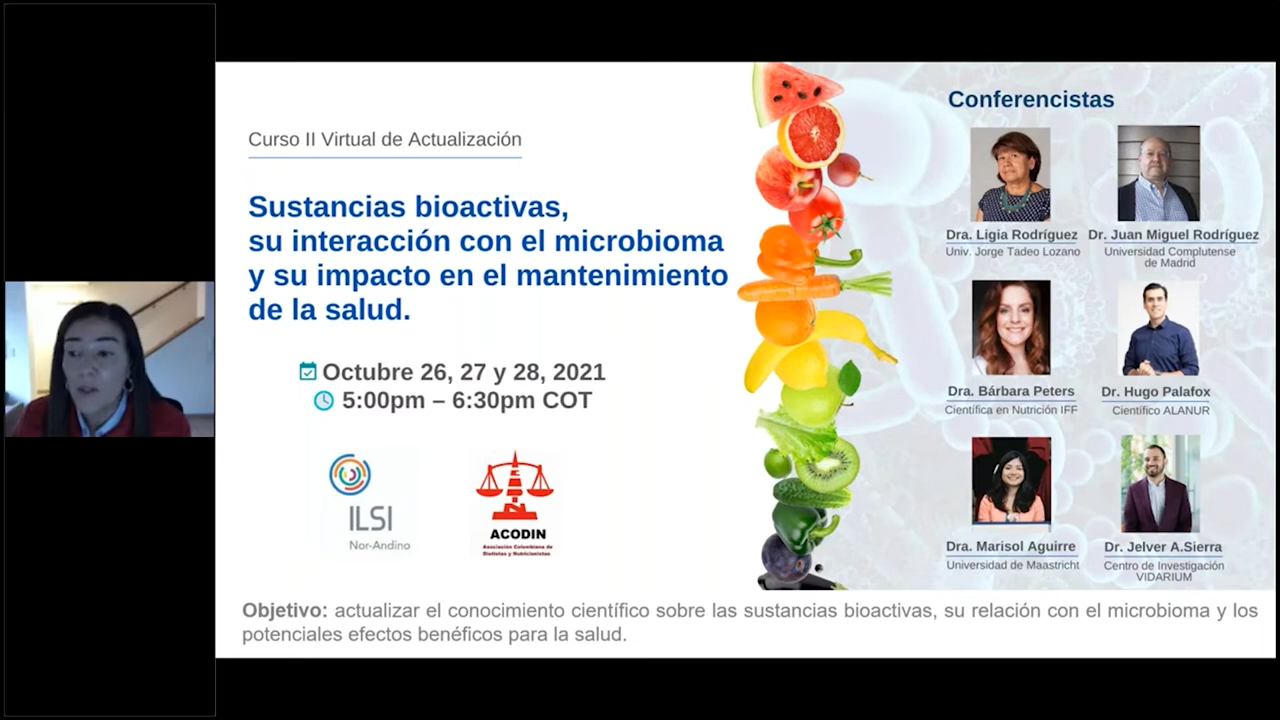 Curso II Virtual de Actualización
Sustancias bioactivas,
su interacción con el microbioma
y su impacto en el mantenimiento
de la salud.
Octubre 26, 27 y 28, 2021
5:00pm – 6:30pm COT
ILSI
Nor-Andino
ACODIN
Asociación Colombiana de
Dietistas y Nutricionistas
Conferencistas
Dra. Ligia Rodríguez
Univ. Jorge Tadeo Lozano
Dr. Juan Miguel Rodríguez
Universidad Complutense
de Madrid
Dra. Bárbara Peters
Científica en Nutrición IFF
Dr. Hugo Palafox
Científico ALANUR
Dra. Marisol Aguirre
Universidad de Maastricht
Dr. Jelver A.Sierra
Centro de Investigación
VIDARIUM
Objetivo: actualizar el conocimiento científico sobre las sustancias bioactivas, su relación con el microbioma y los
potenciales efectos benéficos para la salud.